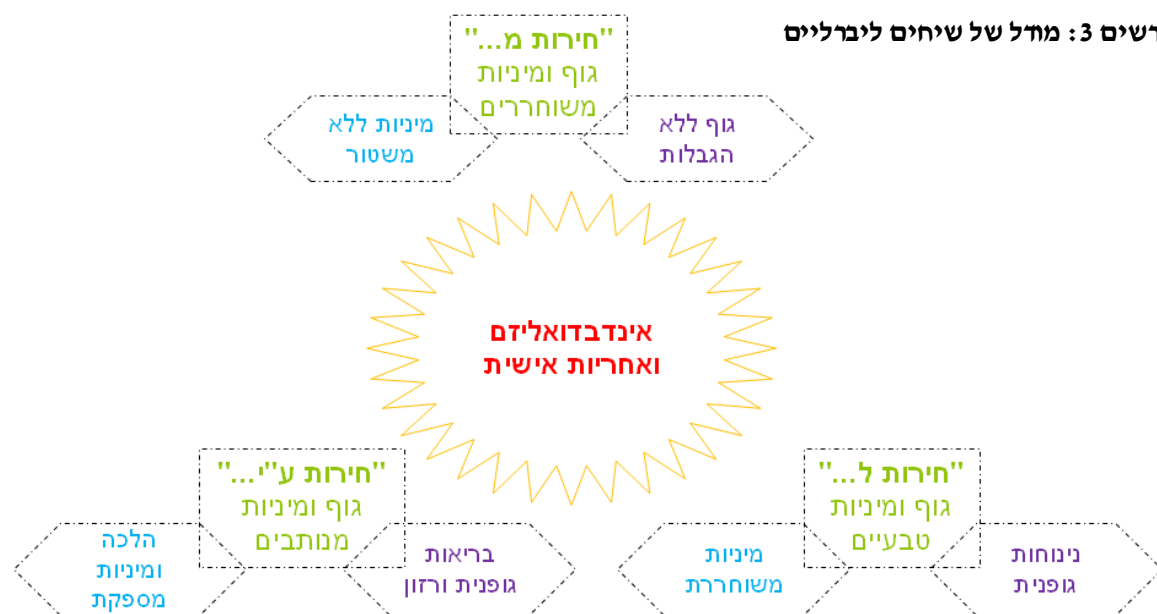 רשים 3: מודל של שיחים ליברליים
"חירות מ..."
גוף ומיניות
משוחררים
גוף ללא
הגבלות
מיניות ללא
משטור
אינדבדואליזם
ואחריות אישית
"חירות ל..."
גוף ומיניות
טבעיים
נינוחות
גופנית
מיניות
משוחררת
"חירות ע"י..."
גוף ומיניות
מנותבים
בריאות
גופנית ורזון
הלכה
ומיניות
מספקת